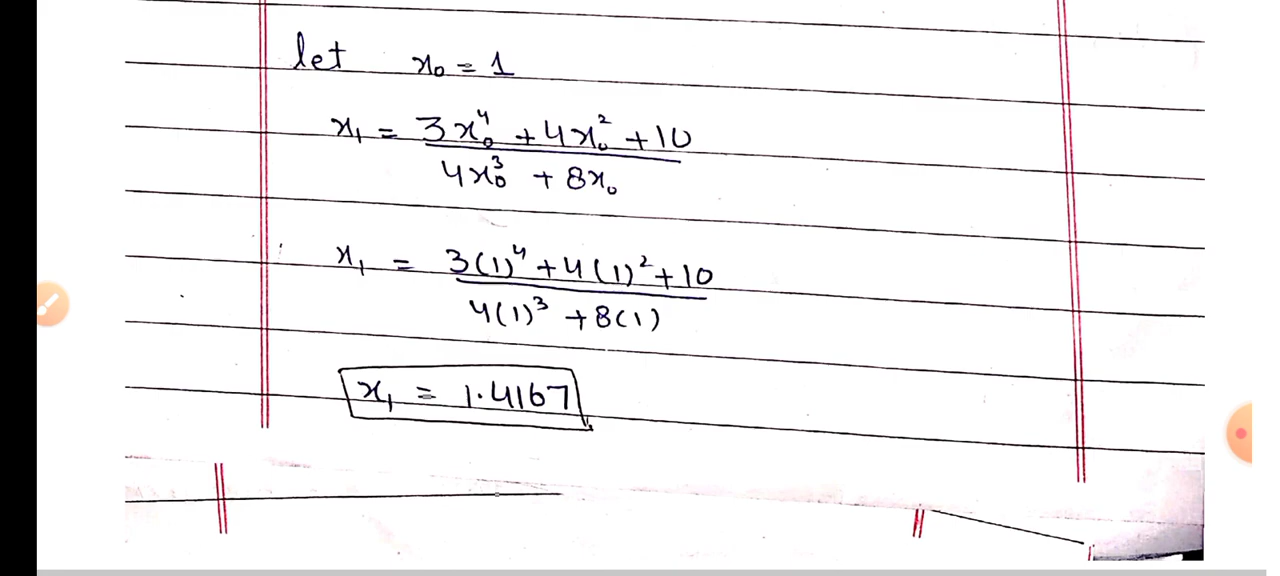 let x₀ = 1
x₁ = 3x₀⁴ + 4x₀² + 10
4x₀³ + 8x₀
x₁ = 3(1)⁴ + 4(1)² + 10
4(1)³ + 8(1)
x₁ = 1.4167